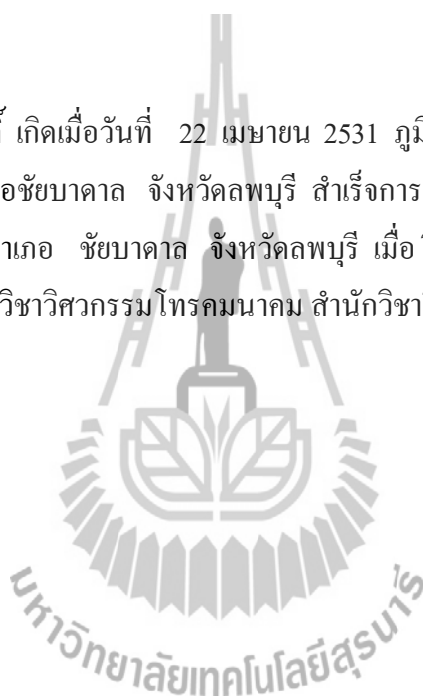 เกิดเมื่อวันที่ 22 เมษายน 2531
อชัยบาดาล จังหวัดลพบุรี สำเร็จการ
ำเภอ ชัยบาดาล จังหวัดลพบุรี เมื่อ
วิชาวิศวกรรมโทรคมนาคม สำนักวิชา
มหาวิทยาลัยเทคโนโลยีสุรนารี